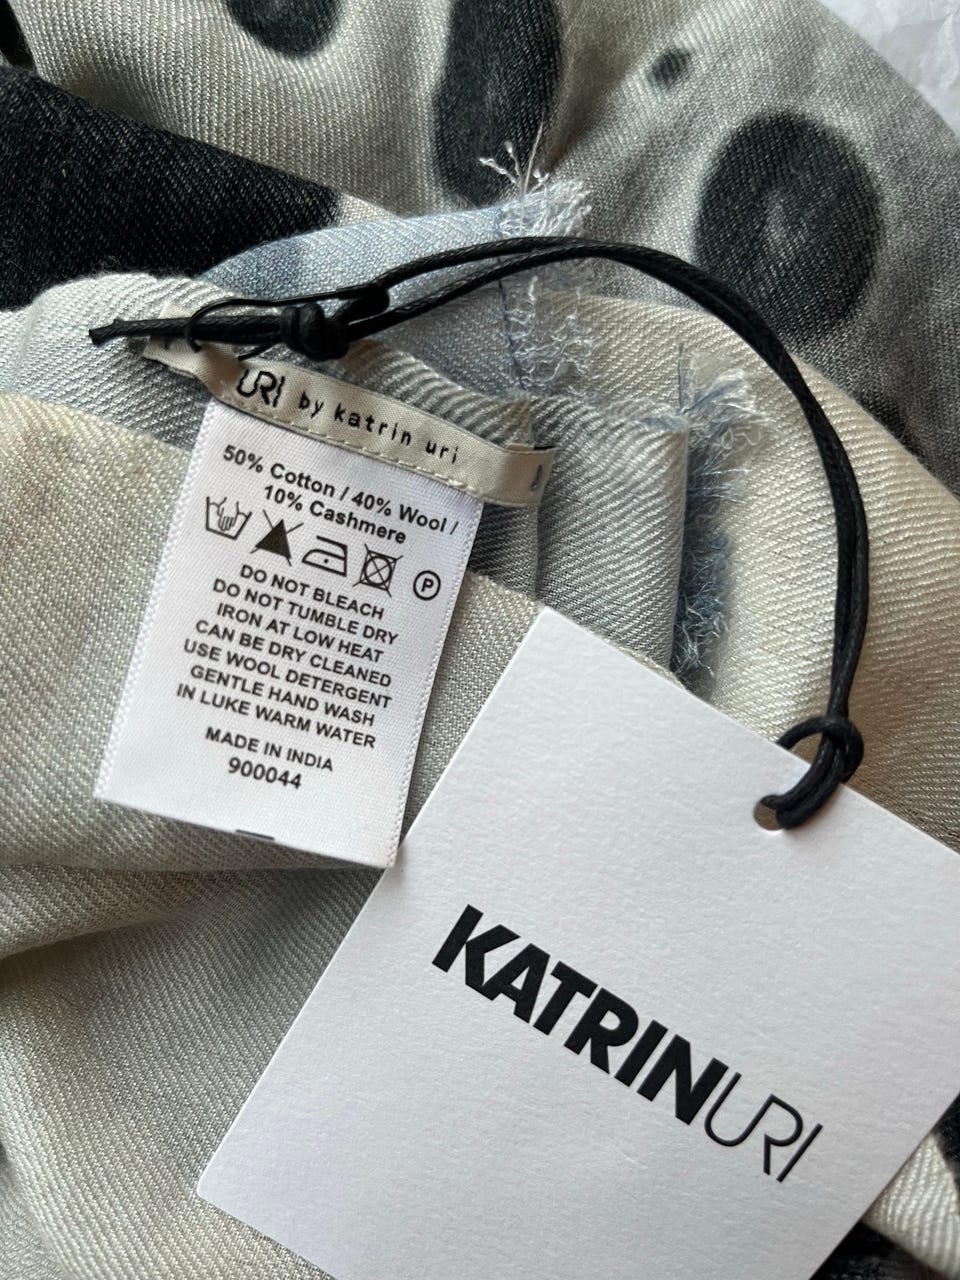 URI by katrin uri
50% Cotton / 40% Wool /
10% Cashmere
P
DO NOT BLEACH
DO NOT TUMBLE DRY
IRON AT LOW HEAT
CAN BE DRY CLEANED
USE WOOL DETERGENT
GENTLE HAND WASH
IN LUKE WARM WATER
MADE IN INDIA
900044
KATRINURI